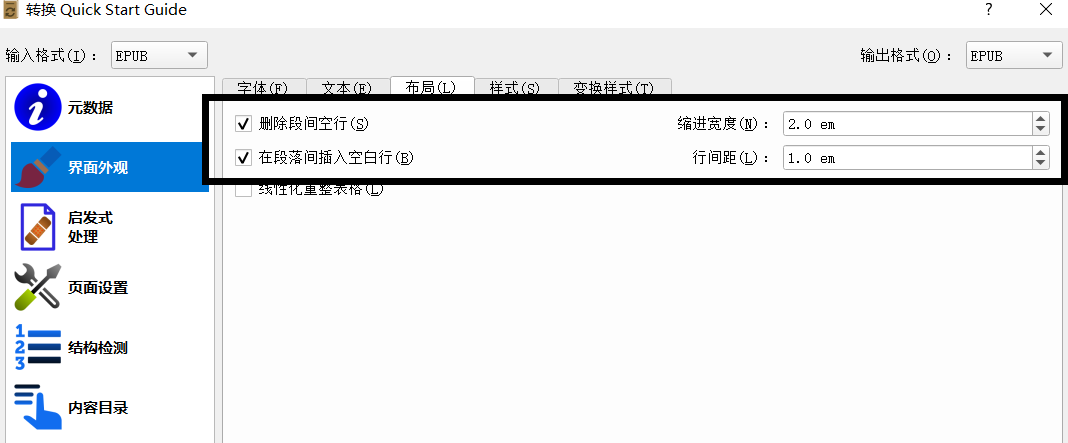 转换 Quick Start Guide
?
输入格式(I)： EPUB
输出格式(O)： EPUB
元数据
界面外观
启发式
处理
页面设置
结构检测
内容目录
字体(F) 文本(E) 布局(L) 样式(S) 变换样式(T)
删除段间空行(S) 缩进宽度(N)： 2.0 em
在段落间插入空白行(B) 行间距(L)： 1.0 em
线性化重整表格(L)